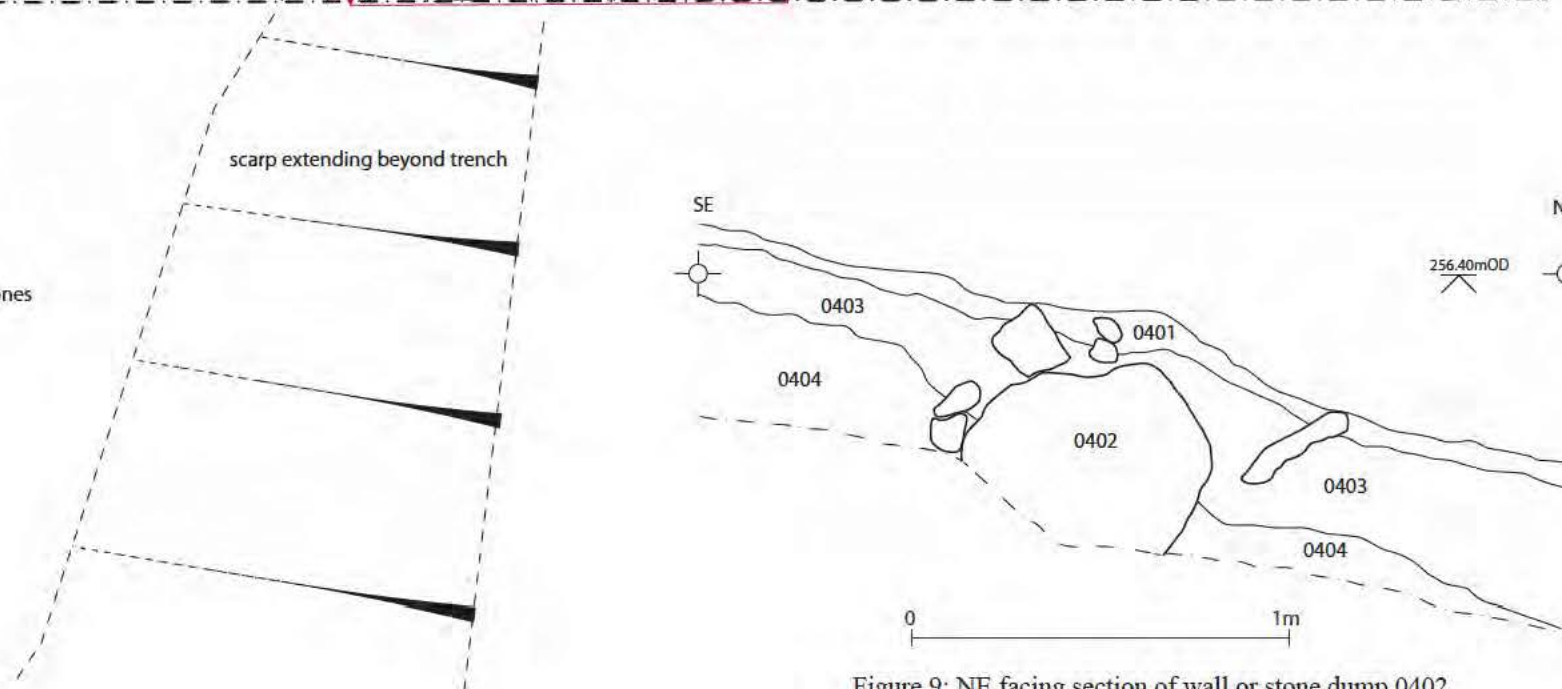 scarp extending beyond trench
ones
SE
N
256.40mOD
0403
0401
0404
0402
0403
0404
0 1m
Figure 9: NE facing section of wall or stone dump 0402